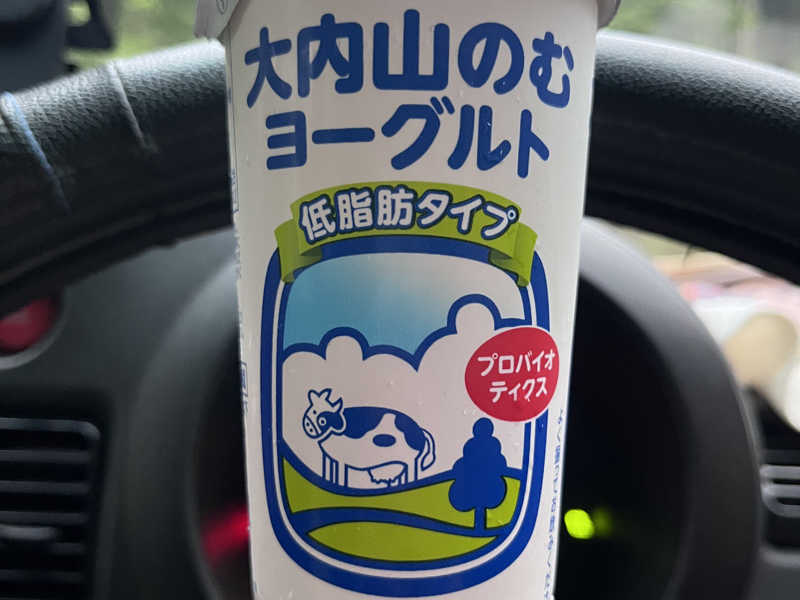 大内山のむ
ヨーグルト
低脂肪タイプ
プロバイオ
ティクス